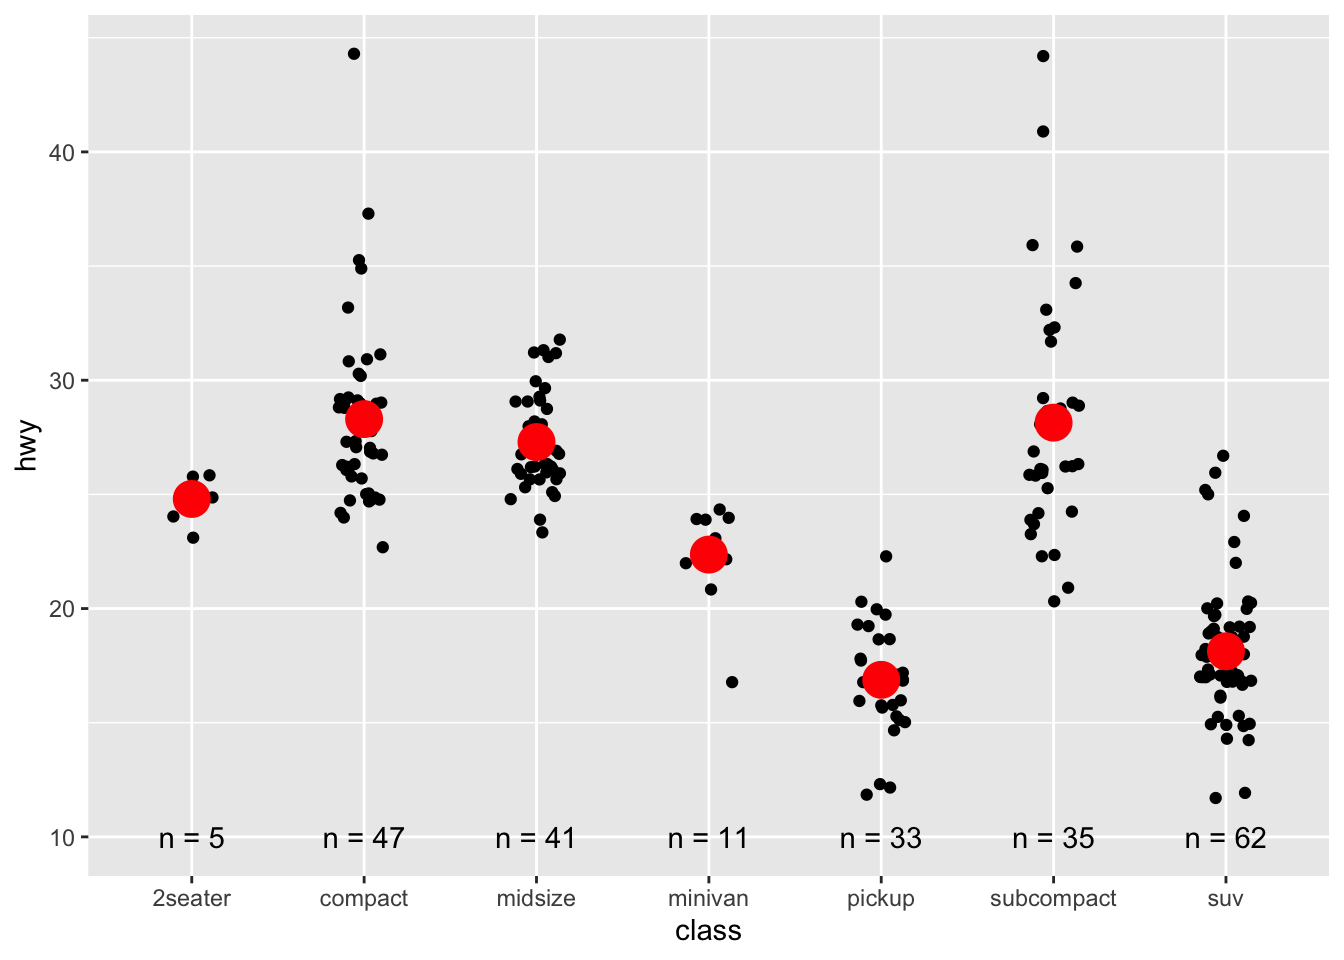 hwy
40
30
20
10
n = 5 n = 47 n = 41 n = 11 n = 33 n = 35 n = 62
2seater compact midsize minivan pickup subcompact suv
class